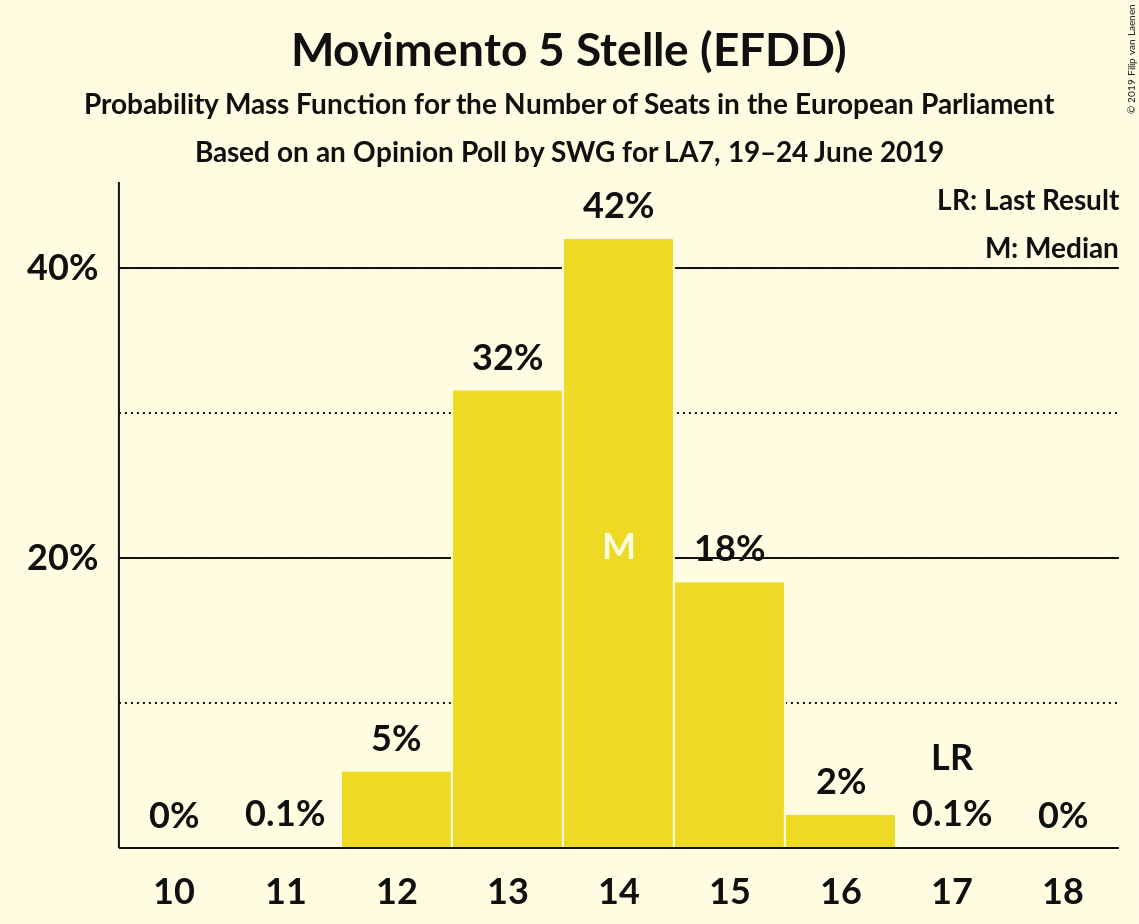 Movimento 5 Stelle (EFDD)
Probability Mass Function for the Number of Seats in the European Parliament
Based on an Opinion Poll by SWG for LA7, 19–24 June 2019
© 2019 Filip van Laenen
LR: Last Result
M: Median
40%
20%
0%
0.1%
5%
32%
42%
M
18%
2%
LR
0.1%
0%
10 11 12 13 14 15 16 17 18